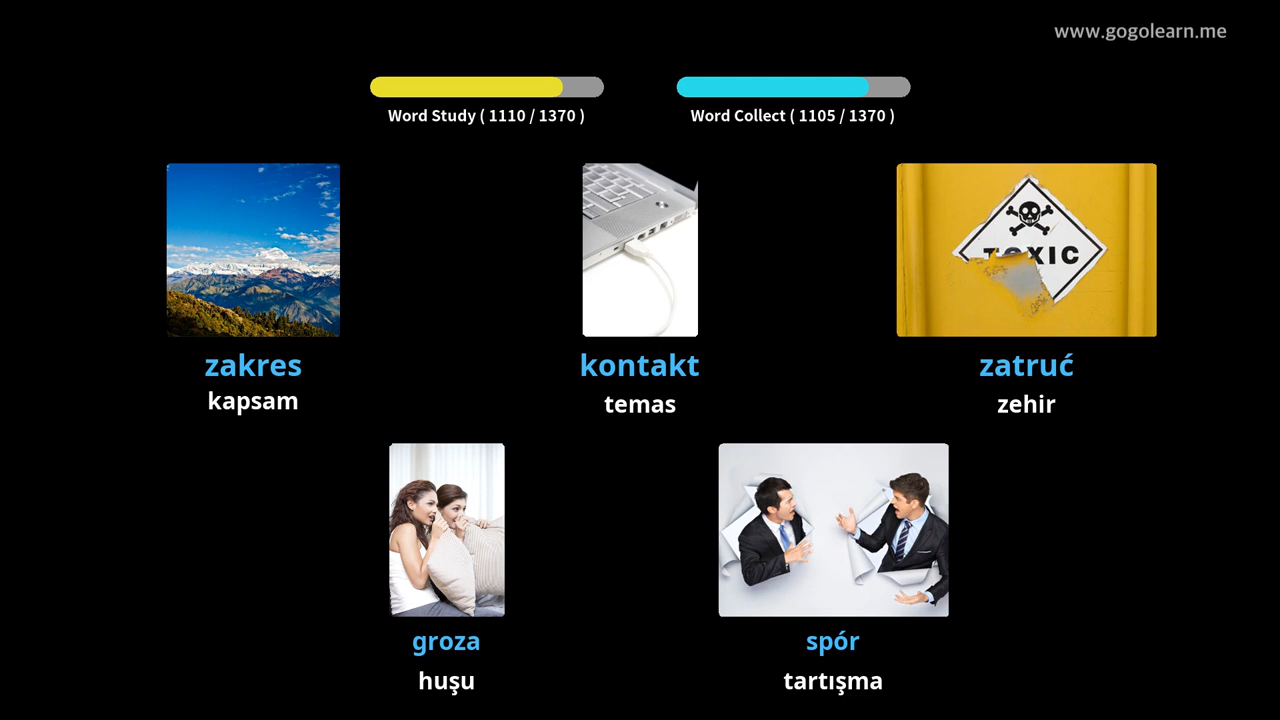 www.gogolearn.me
Word Study ( 1110 / 1370 )
Word Collect ( 1105 / 1370 )
TOXIC
zakres
kapsam
kontakt
temas
zatruć
zehir
groza
huşu
spór
tartışma